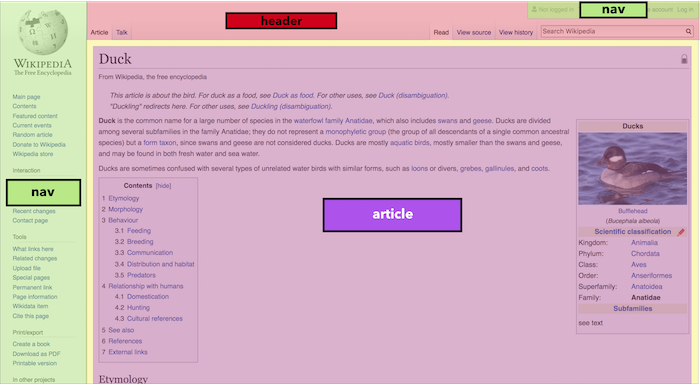 header
nav
Not logged in
account
Log in
Article
Talk
Read
View source
View history
Search Wikipedia
WIKIPEDIA
The Free Encyclopedia
Main page
Contents
Featured content
Current events
Random article
Donate to Wikipedia
Wikipedia store
Interaction
nav
Recent changes
Contact page
Tools
What links here
Related changes
Upload file
Special pages
Permanent link
Page information
Wikidata item
Cite this page
Print/export
Create a book
Download as PDF
Printable version
In other projects
Duck
From Wikipedia, the free encyclopedia
This article is about the bird. For duck as a food, see Duck as food. For other uses, see Duck (disambiguation).
"Duckling" redirects here. For other uses, see Duckling (disambiguation).
Duck is the common name for a large number of species in the waterfowl family Anatidae, which also includes swans and geese. Ducks are divided
among several subfamilies in the family Anatidae; they do not represent a monophyletic group (the group of all descendants of a single common ancestral
species) but a form taxon, since swans and geese are not considered ducks. Ducks are mostly aquatic birds, mostly smaller than the swans and geese,
and may be found in both fresh water and sea water.
Ducks are sometimes confused with several types of unrelated water birds with similar forms, such as loons or divers, grebes, gallinules, and coots.
Contents [hide]
1 Etymology
2 Morphology
3 Behaviour
3.1 Feeding
3.2 Breeding
3.3 Communication
3.4 Distribution and habitat
3.5 Predators
4 Relationship with humans
4.1 Domestication
4.2 Hunting
4.3 Cultural references
5 See also
6 References
7 External links
article
Ducks
Bufflehead
(Bucephala albeola)
Scientific classification
Kingdom: Animalia
Phylum: Chordata
Class: Aves
Order: Anseriformes
Superfamily: Anatoidea
Family: Anatidae
Subfamilies
see text
Etymology